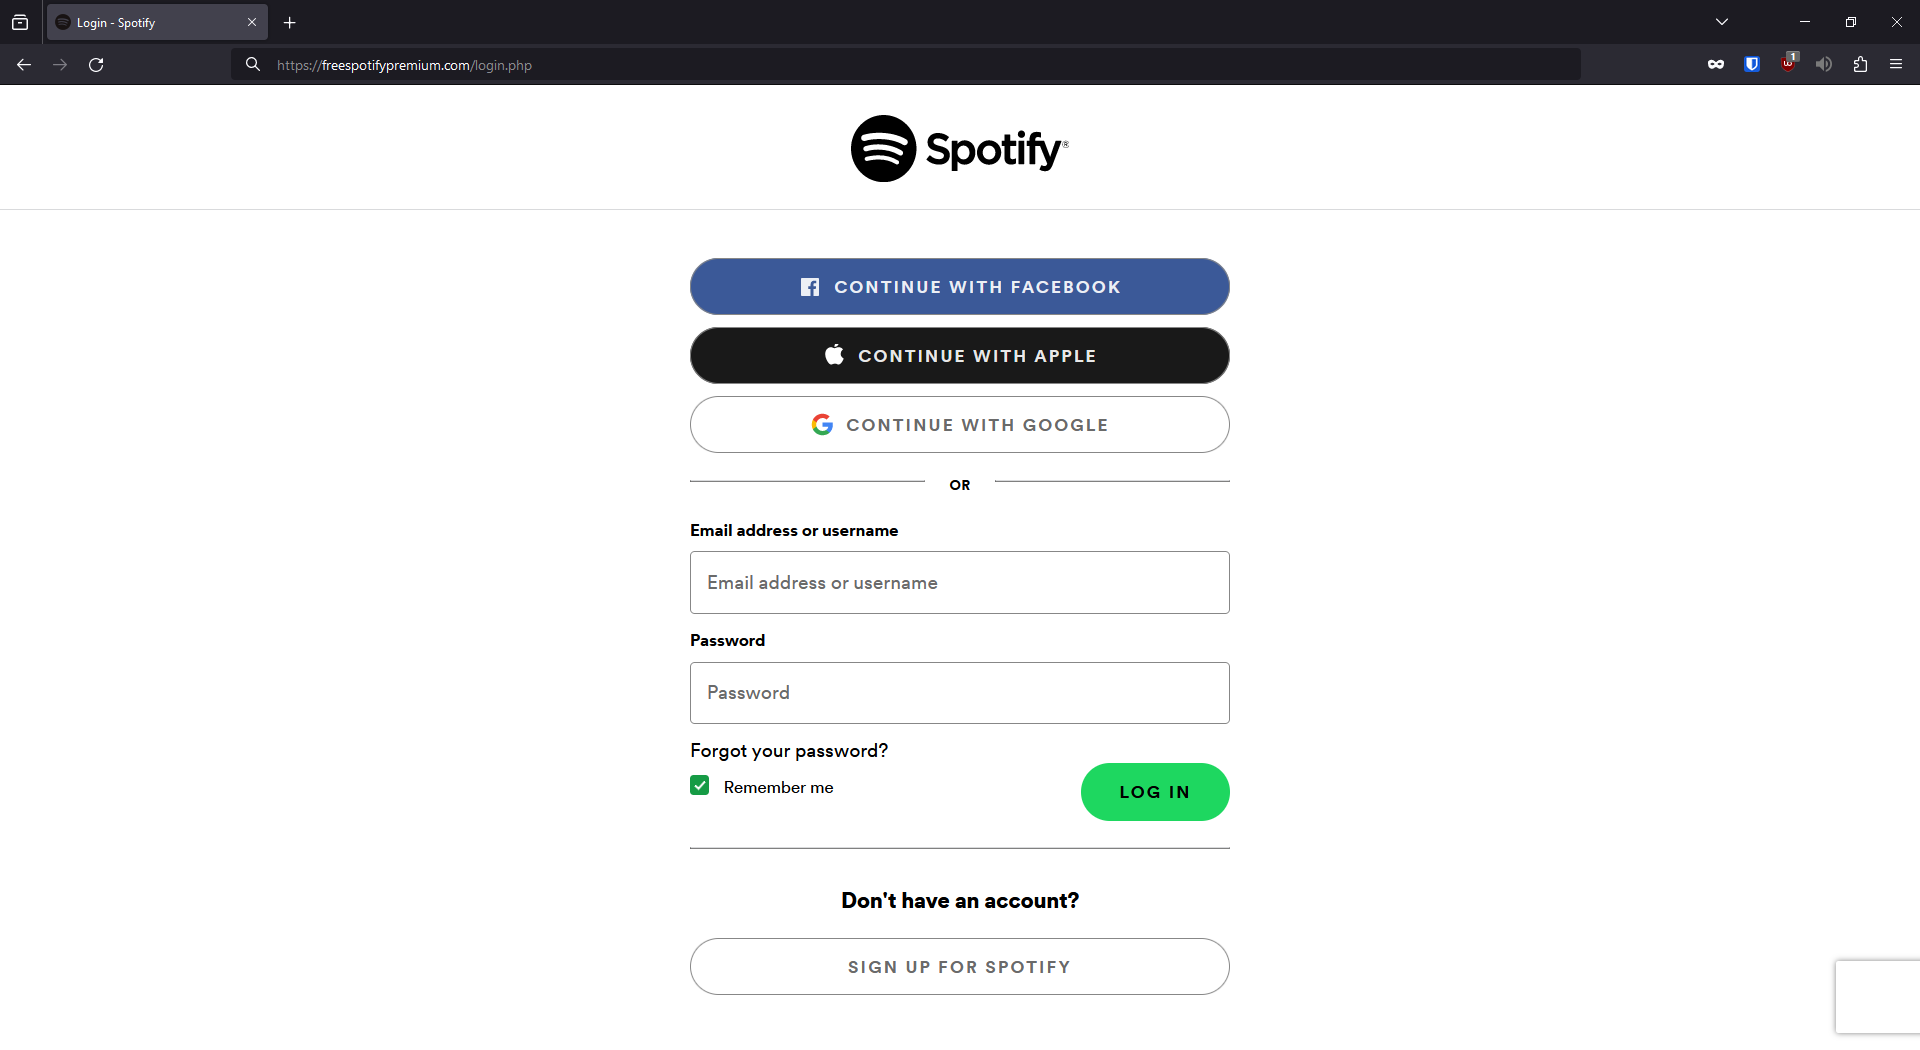 Login - Spotify
https://freespotifypremium.com/login.php
1
Spotify®
CONTINUE WITH FACEBOOK
CONTINUE WITH APPLE
CONTINUE WITH GOOGLE
OR
Email address or username
Email address or username
Password
Password
Forgot your password?
Remember me
LOG IN
Don't have an account?
SIGN UP FOR SPOTIFY